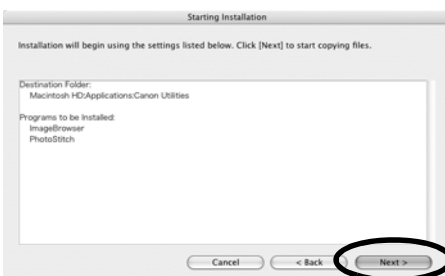 Starting Installation
Installation will begin using the settings listed below. Click [Next] to start copying files.
Destination Folder:
Macintosh HD:Applications:Canon Utilities
Programs to be Installed:
ImageBrowser
PhotoStitch
Cancel < Back Next >